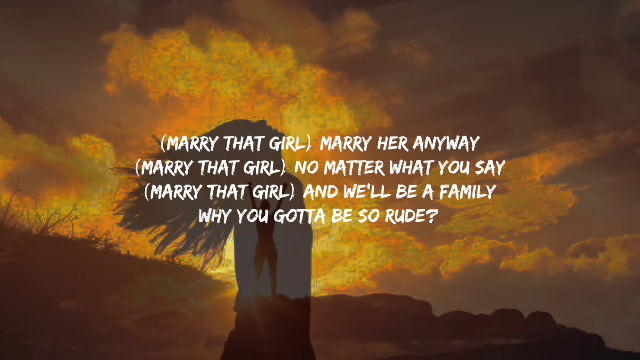 (MARRY THAT GIRL) MARRY HER ANYWAY
(MARRY THAT GIRL) NO MATTER WHAT YOU SAY
(MARRY THAT GIRL) AND WE'LL BE A FAMILY
WHY YOU GOTTA BE SO RUDE?